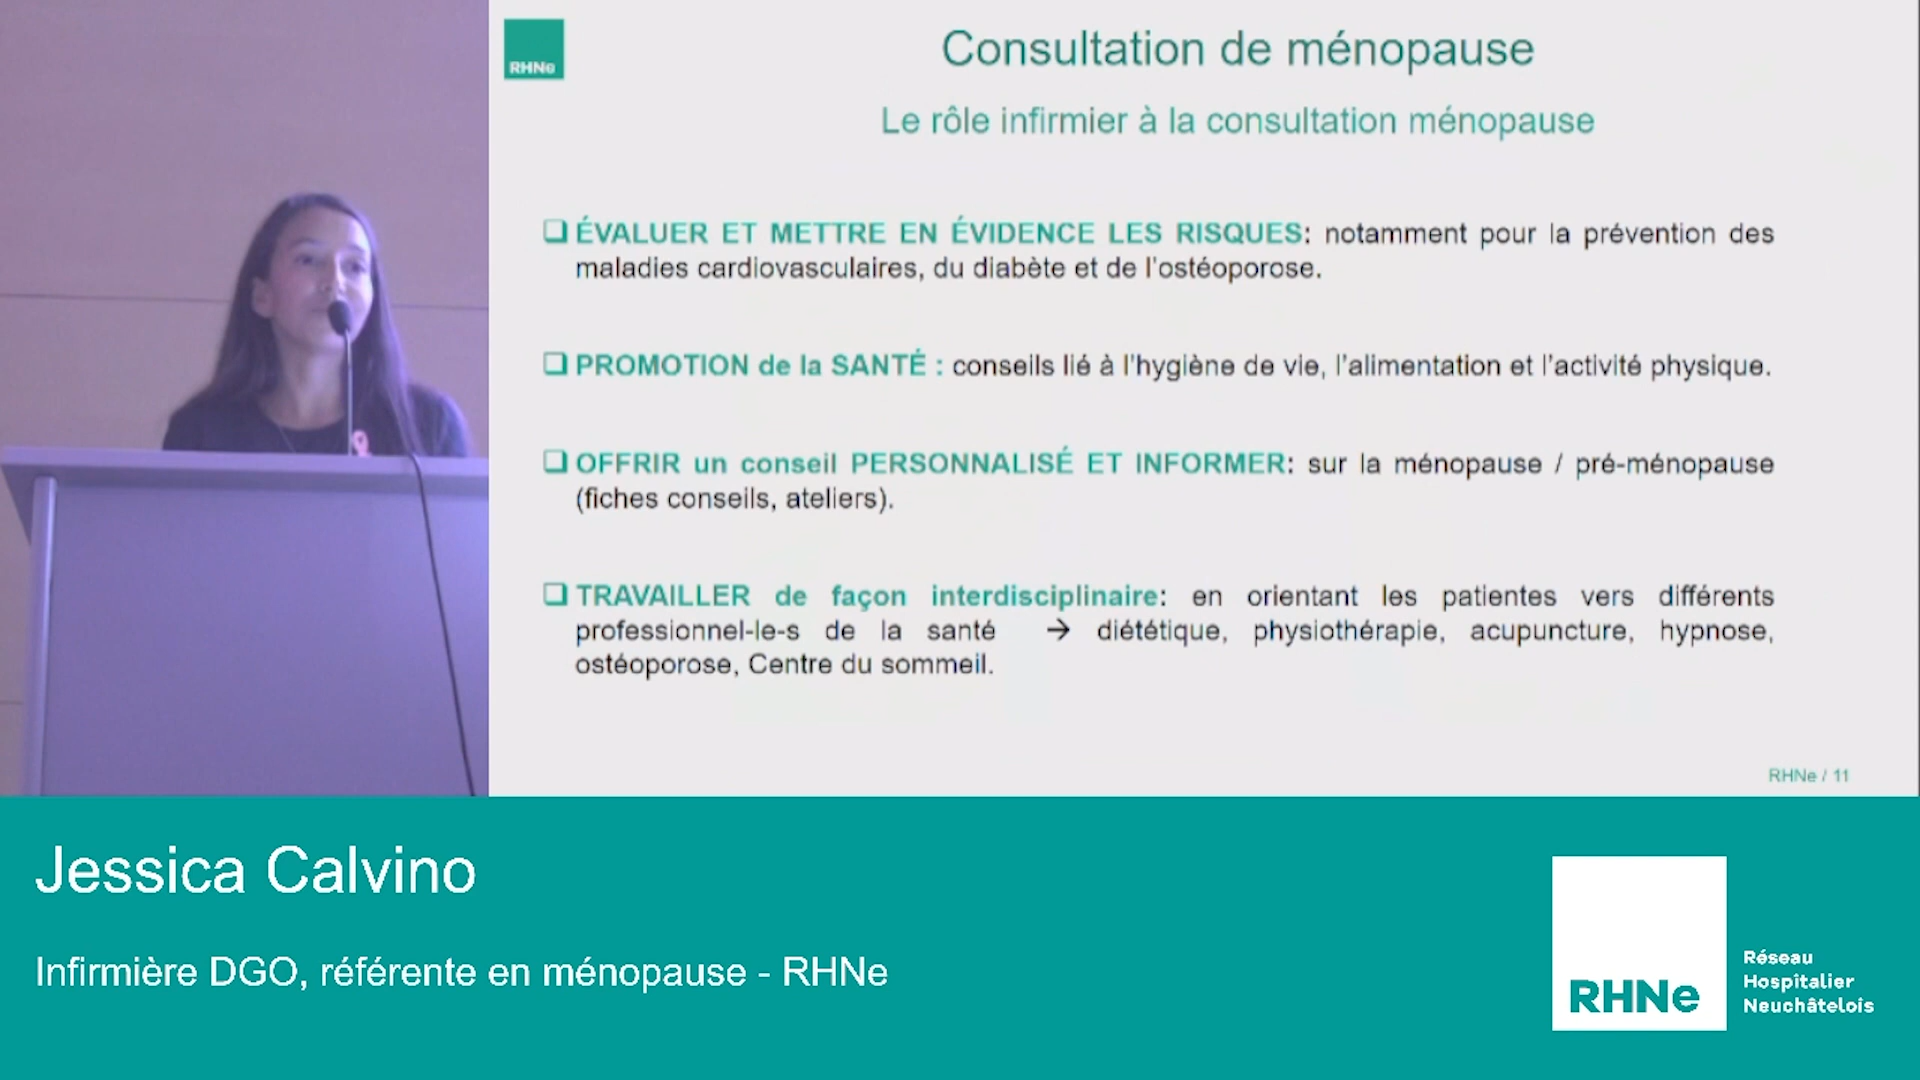 RHNe
Consultation de ménopause
Le rôle infirmier à la consultation ménopause
❑ ÉVALUER ET METTRE EN ÉVIDENCE LES RISQUES: notamment pour la prévention des
maladies cardiovasculaires, du diabète et de l'ostéoporose.
❑ PROMOTION de la SANTÉ : conseils lié à l'hygiène de vie, l'alimentation et l'activité physique.
❑ OFFRIR un conseil PERSONNALISÉ ET INFORMER: sur la ménopause / pré-ménopause
(fiches conseils, ateliers).
❑ TRAVAILLER de façon interdisciplinaire: en orientant les patientes vers différents
professionnel-le-s de la santé → diététique, physiothérapie, acupuncture, hypnose,
ostéoporose, Centre du sommeil.
RHNe / 11
Jessica Calvino
Infirmière DGO, référente en ménopause - RHNe
RHNe
Réseau
Hospitalier
Neuchâtelois